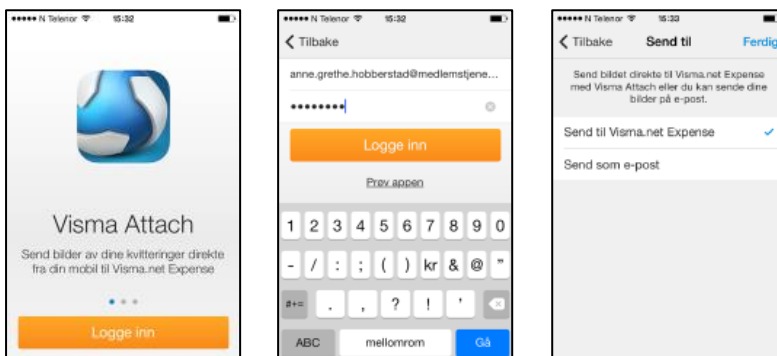 N Telenor 15:32
Visma Attach
Send bilder av dine kvitteringer direkte
fra din mobil til Visma.net Expense
Logge inn
N Telenor 15:32
Tilbake
anne.grethe.hobberstad@medlemstjene...
Logge inn
Prøv appen
1 2 3 4 5 6 7 8 9 0
- / : ; ( ) kr & @ "
#+= . , ? ! '
ABC mellomrom Gå
N Telenor 15:33
Tilbake Send til Ferdig
Send bildet direkte til Visma.net Expense
med Visma Attach eller du kan sende dine
bilder på e-post.
Send til Visma.net Expense
Send som e-post